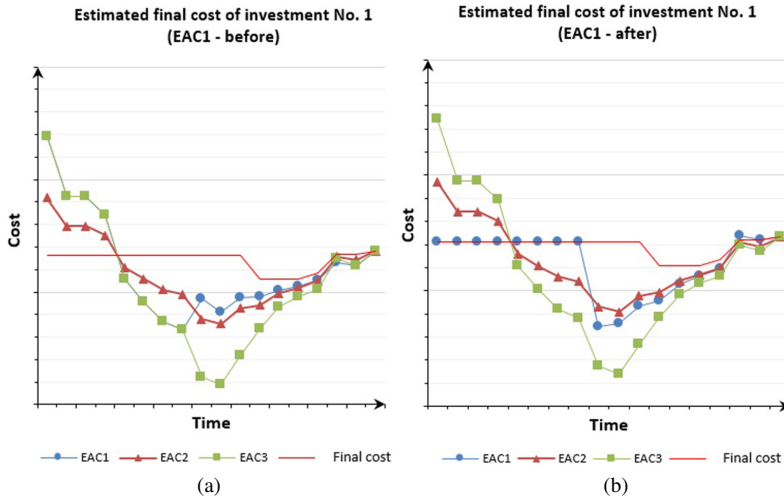 Estimated final cost of investment No. 1
(EAC1 - before)
Cost
Time
EAC1 EAC2 EAC3 Final cost
(a)
Estimated final cost of investment No. 1
(EAC1 - after)
Cost
Time
EAC1 EAC2 EAC3 Final cost
(b)